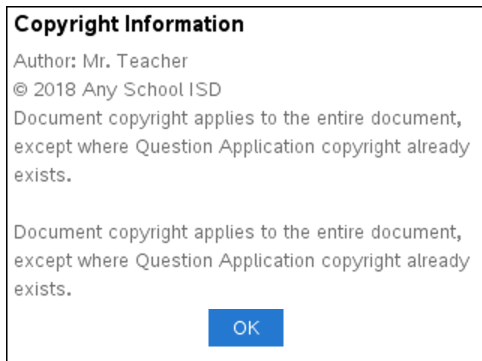 Copyright Information
Author: Mr. Teacher
© 2018 Any School ISD
Document copyright applies to the entire document,
except where Question Application copyright already
exists.
Document copyright applies to the entire document,
except where Question Application copyright already
exists.
OK